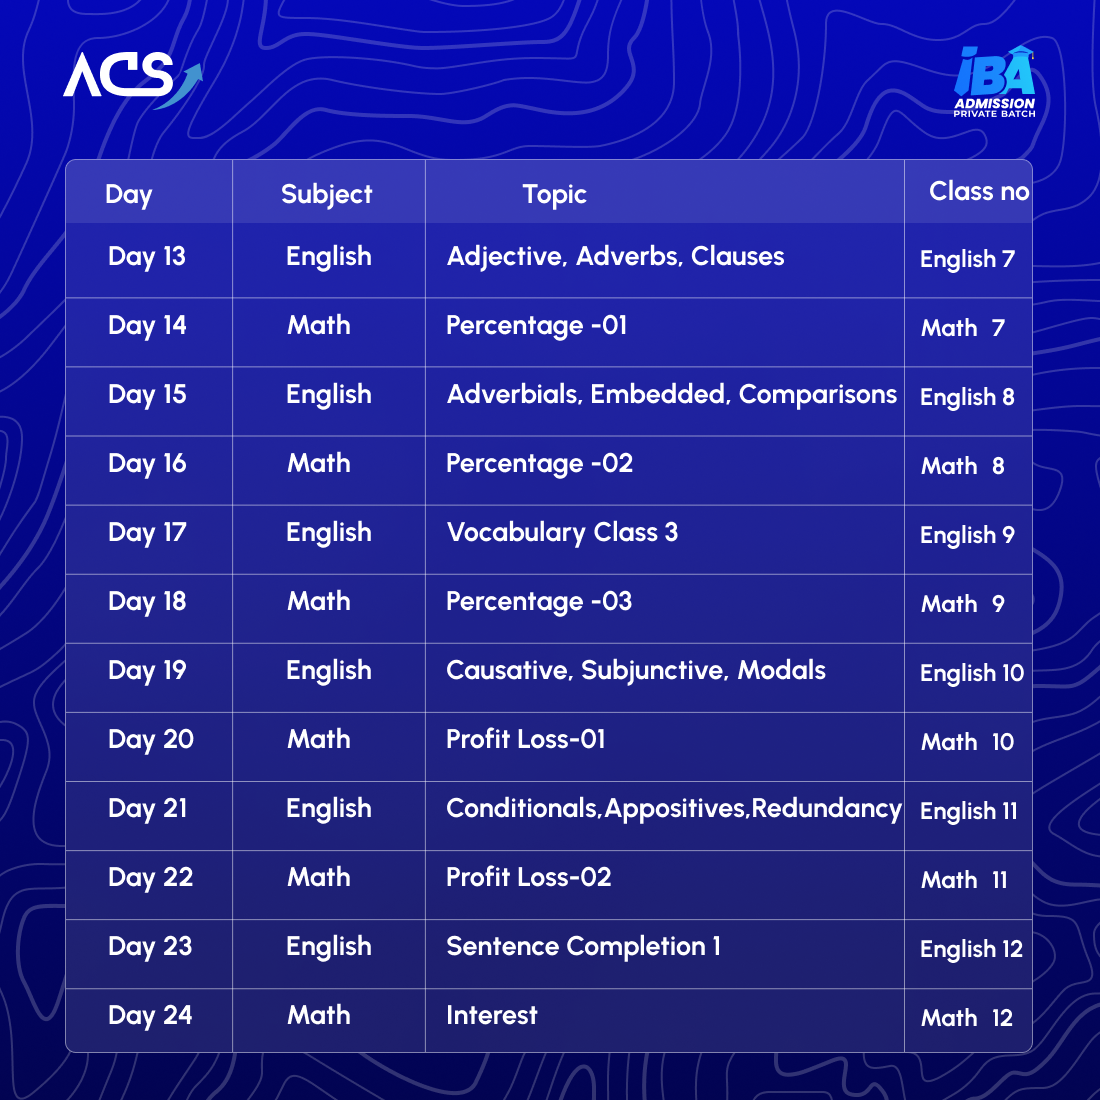 ACS
iBA
ADMISSION
PRIVATE BATCH
Day Subject Topic Class no
Day 13 English Adjective, Adverbs, Clauses English 7
Day 14 Math Percentage -01 Math 7
Day 15 English Adverbials, Embedded, Comparisons English 8
Day 16 Math Percentage -02 Math 8
Day 17 English Vocabulary Class 3 English 9
Day 18 Math Percentage -03 Math 9
Day 19 English Causative, Subjunctive, Modals English 10
Day 20 Math Profit Loss-01 Math 10
Day 21 English Conditionals,Appositives,Redundancy English 11
Day 22 Math Profit Loss-02 Math 11
Day 23 English Sentence Completion 1 English 12
Day 24 Math Interest Math 12